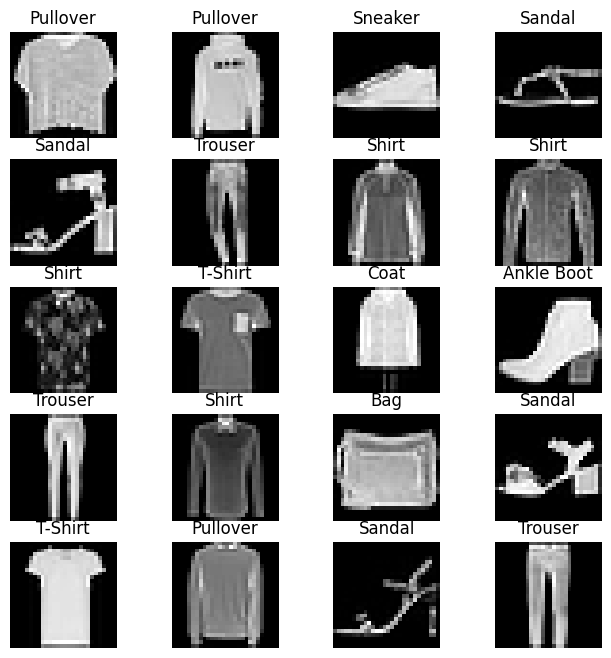 Pullover Pullover Sneaker Sandal
Sandal Trouser Shirt Shirt
Shirt T-Shirt Coat Ankle Boot
Trouser Shirt Bag Sandal
T-Shirt Pullover Sandal Trouser